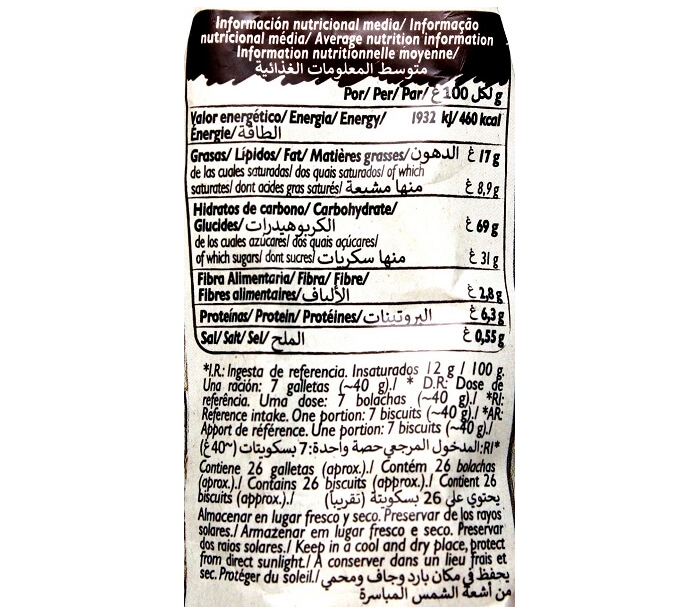 Información nutricional media/ Informação
nutricional média/ Average nutrition information
Information nutritionnelle moyenne/
متوسط المعلومات الغذائية
Por/ Per/ Par/ لكل 100 غ g
Valor energético/ Energia/ Energy/ 1932 kJ/ 460 kcal
Énergie/ الطاقة
Grasas/ Lípidos/ Fat/ Matières grasses/ الدهون غ 17 g
de las cuales saturadas/ dos quais saturados/ of which
saturates/ dont acides gras saturés/ منها مشبعة غ 8,9 g
Hidratos de carbono/ Carbohydrate/
Glucides/ الكربوهيدرات غ 69 g
de los cuales azúcares/ dos quais açúcares/
of which sugars/ dont sucres/ منها سكريات غ 31 g
Fibra Alimentaria/ Fibra/ Fibre/
Fibres alimentaires/ الألياف غ 2,8 g
Proteínas/ Protein/ Protéines/ البروتينات غ 6,3 g
Sal/ Salt/ Sel/ الملح غ 0,55 g
*I.R.: Ingesta de referencia. Insaturados 12 g / 100 g.
Una ración: 7 galletas (~40 g)./ * D.R: Dose de
referência. Uma dose: 7 bolachas (~40 g)./ *RI:
Reference intake. One portion: 7 biscuits (~40 g)./ *AR:
Apport de référence. Une portion: 7 biscuits (~40 g)./
*RI: المدخول المرجعي حصة واحدة: 7 بسكويتات (~40 غ)
Contiene 26 galletas (aprox.)./ Contém 26 bolachas
(aprox.)./ Contains 26 biscuits (approx.)./ Contient 26
biscuits (approx.)./ يحتوي على 26 بسكويتة (تقريبا)
Almacenar en lugar fresco y seco. Preservar de los rayos
solares./ Armazenar em lugar fresco e seco. Preservar
dos raios solares./ Keep in a cool and dry place, protect
from direct sunlight./ À conserver dans un lieu frais et
sec. Protéger du soleil./ يحفظ في مكان بارد وجاف ومحمي
من أشعة الشمس المباسرة